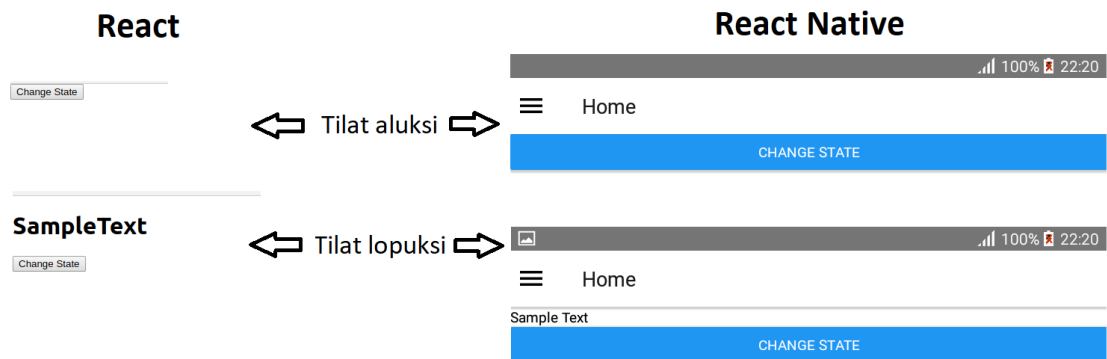 React
React Native
Change State
100% 22:20
Home
Tilat aluksi
CHANGE STATE
SampleText
Change State
Tilat lopuksi
100% 22:20
Home
Sample Text
CHANGE STATE